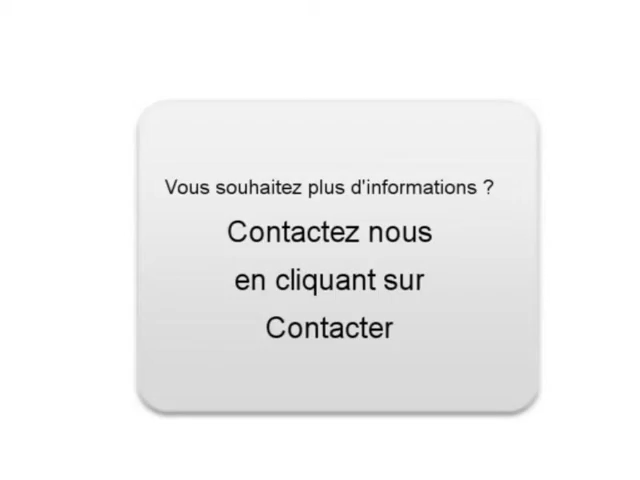 Vous souhaitez plus d'informations ?
Contactez nous
en cliquant sur
Contacter